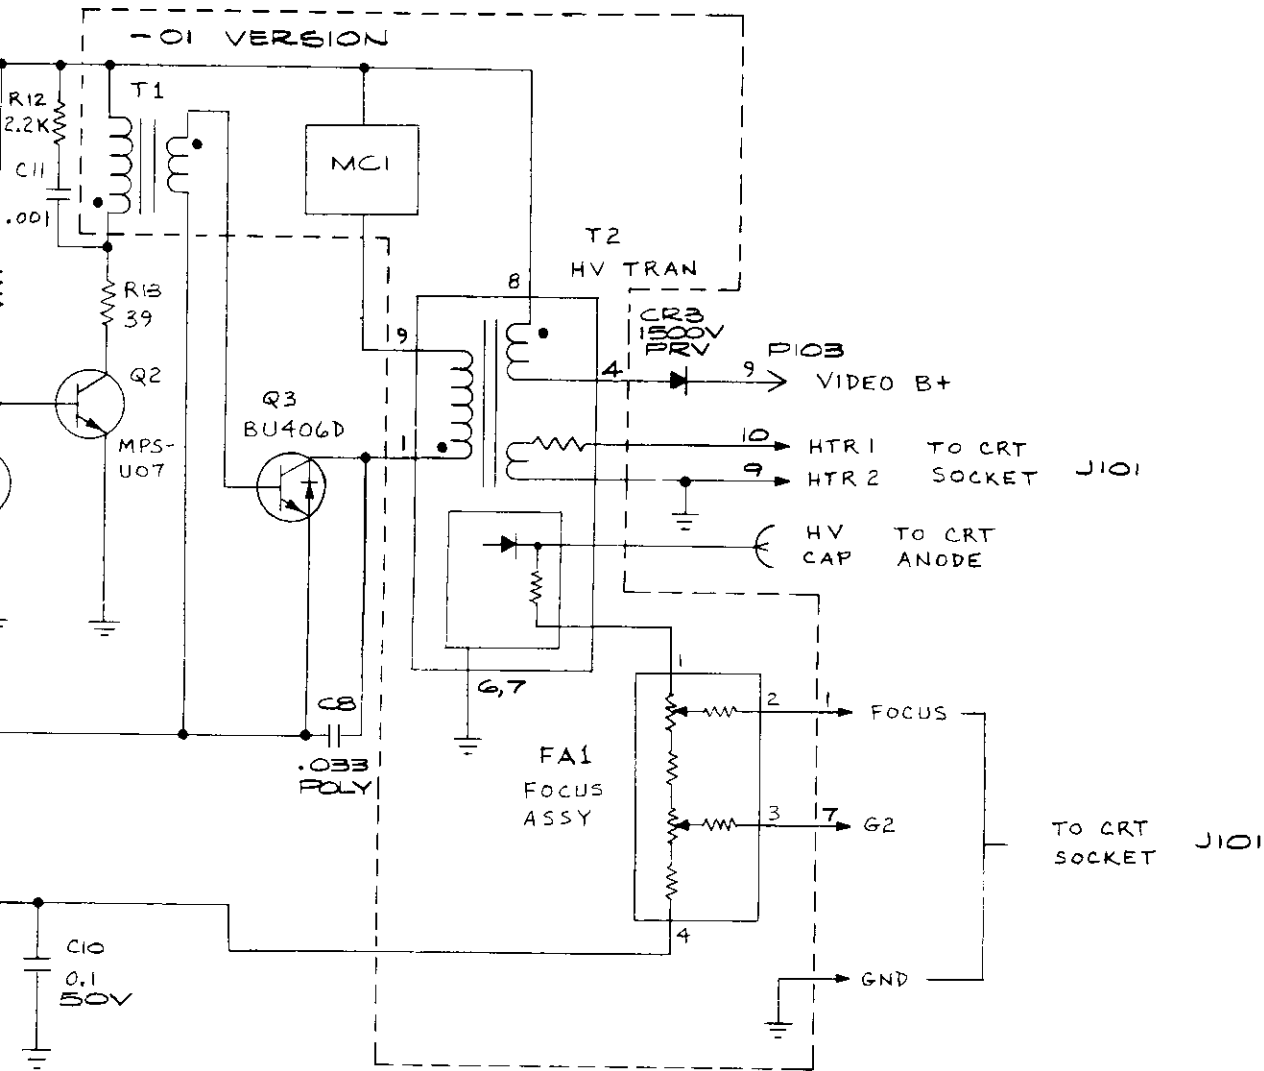 -01 VERSION
T1
R12
2.2K
C11
.001
MC1
T2
HV TRAN
8
R13
39
CR3
1500V
PRV
9
4
P103
9
VIDEO B+
Q2
Q3
BU406D
MPS-
U07
1
10
HTR 1
9
HTR 2
TO CRT
SOCKET
J101
HV
CAP
TO CRT
ANODE
1
6,7
C8
.033
POLY
2
1
FOCUS
FA1
FOCUS
ASSY
3
7
G2
TO CRT
SOCKET
J101
4
C10
0.1
50V
GND